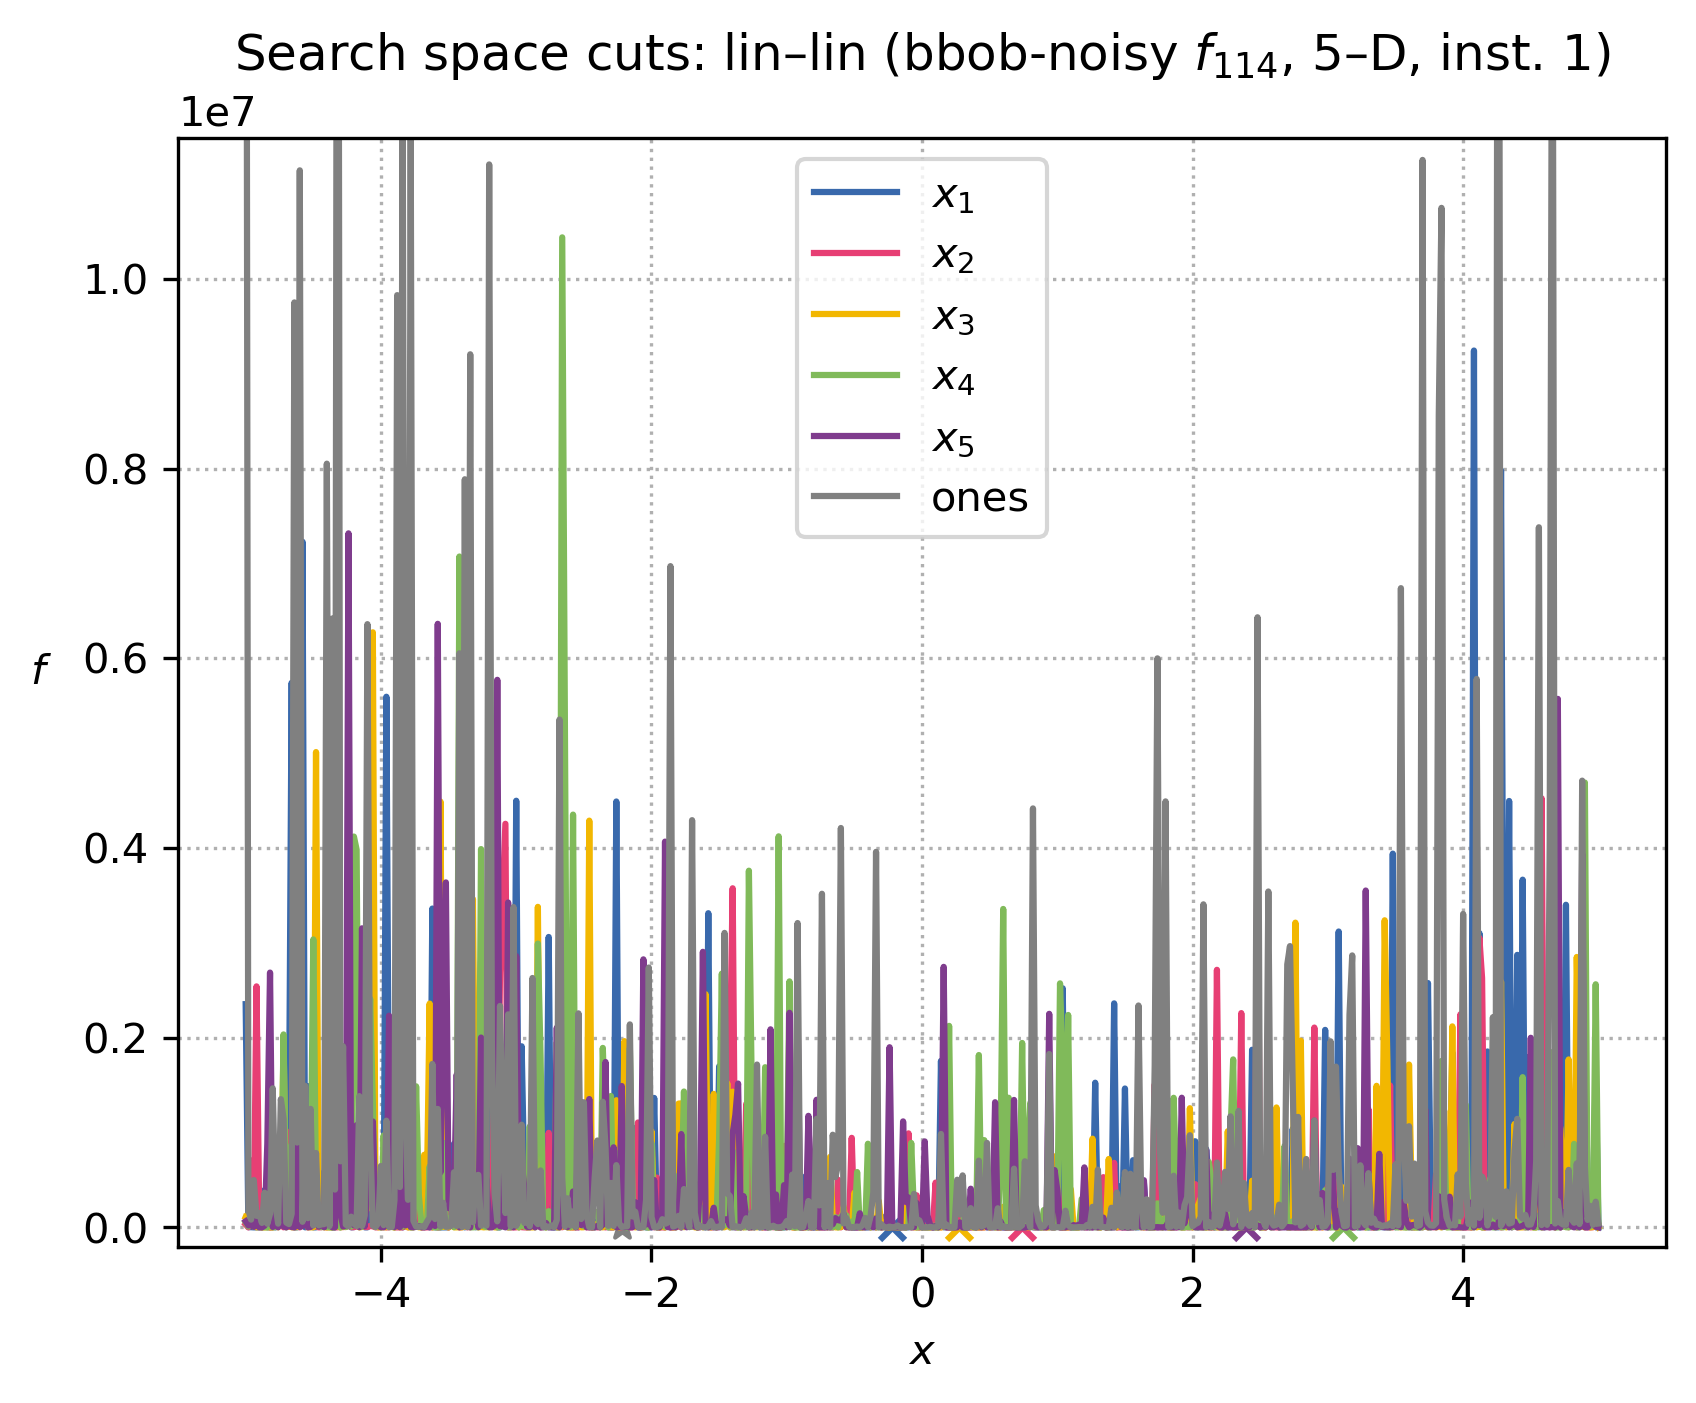 Search space cuts: lin–lin (bbob-noisy f₁₁₄, 5–D, inst. 1)
1e7
x₁
x₂
x₃
x₄
x₅
ones
1.0
0.8
0.6
0.4
0.2
0.0
f
−4 −2 0 2 4
x